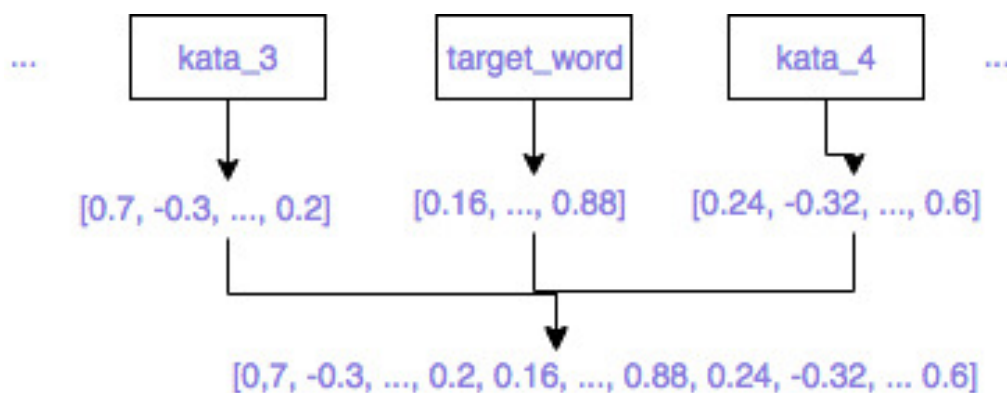 ... kata_3 target_word kata_4 ...
[0.7, -0.3, ..., 0.2] [0.16, ..., 0.88] [0.24, -0.32, ..., 0.6]
[0,7, -0.3, ..., 0.2, 0.16, ..., 0.88, 0.24, -0.32, ... 0.6]